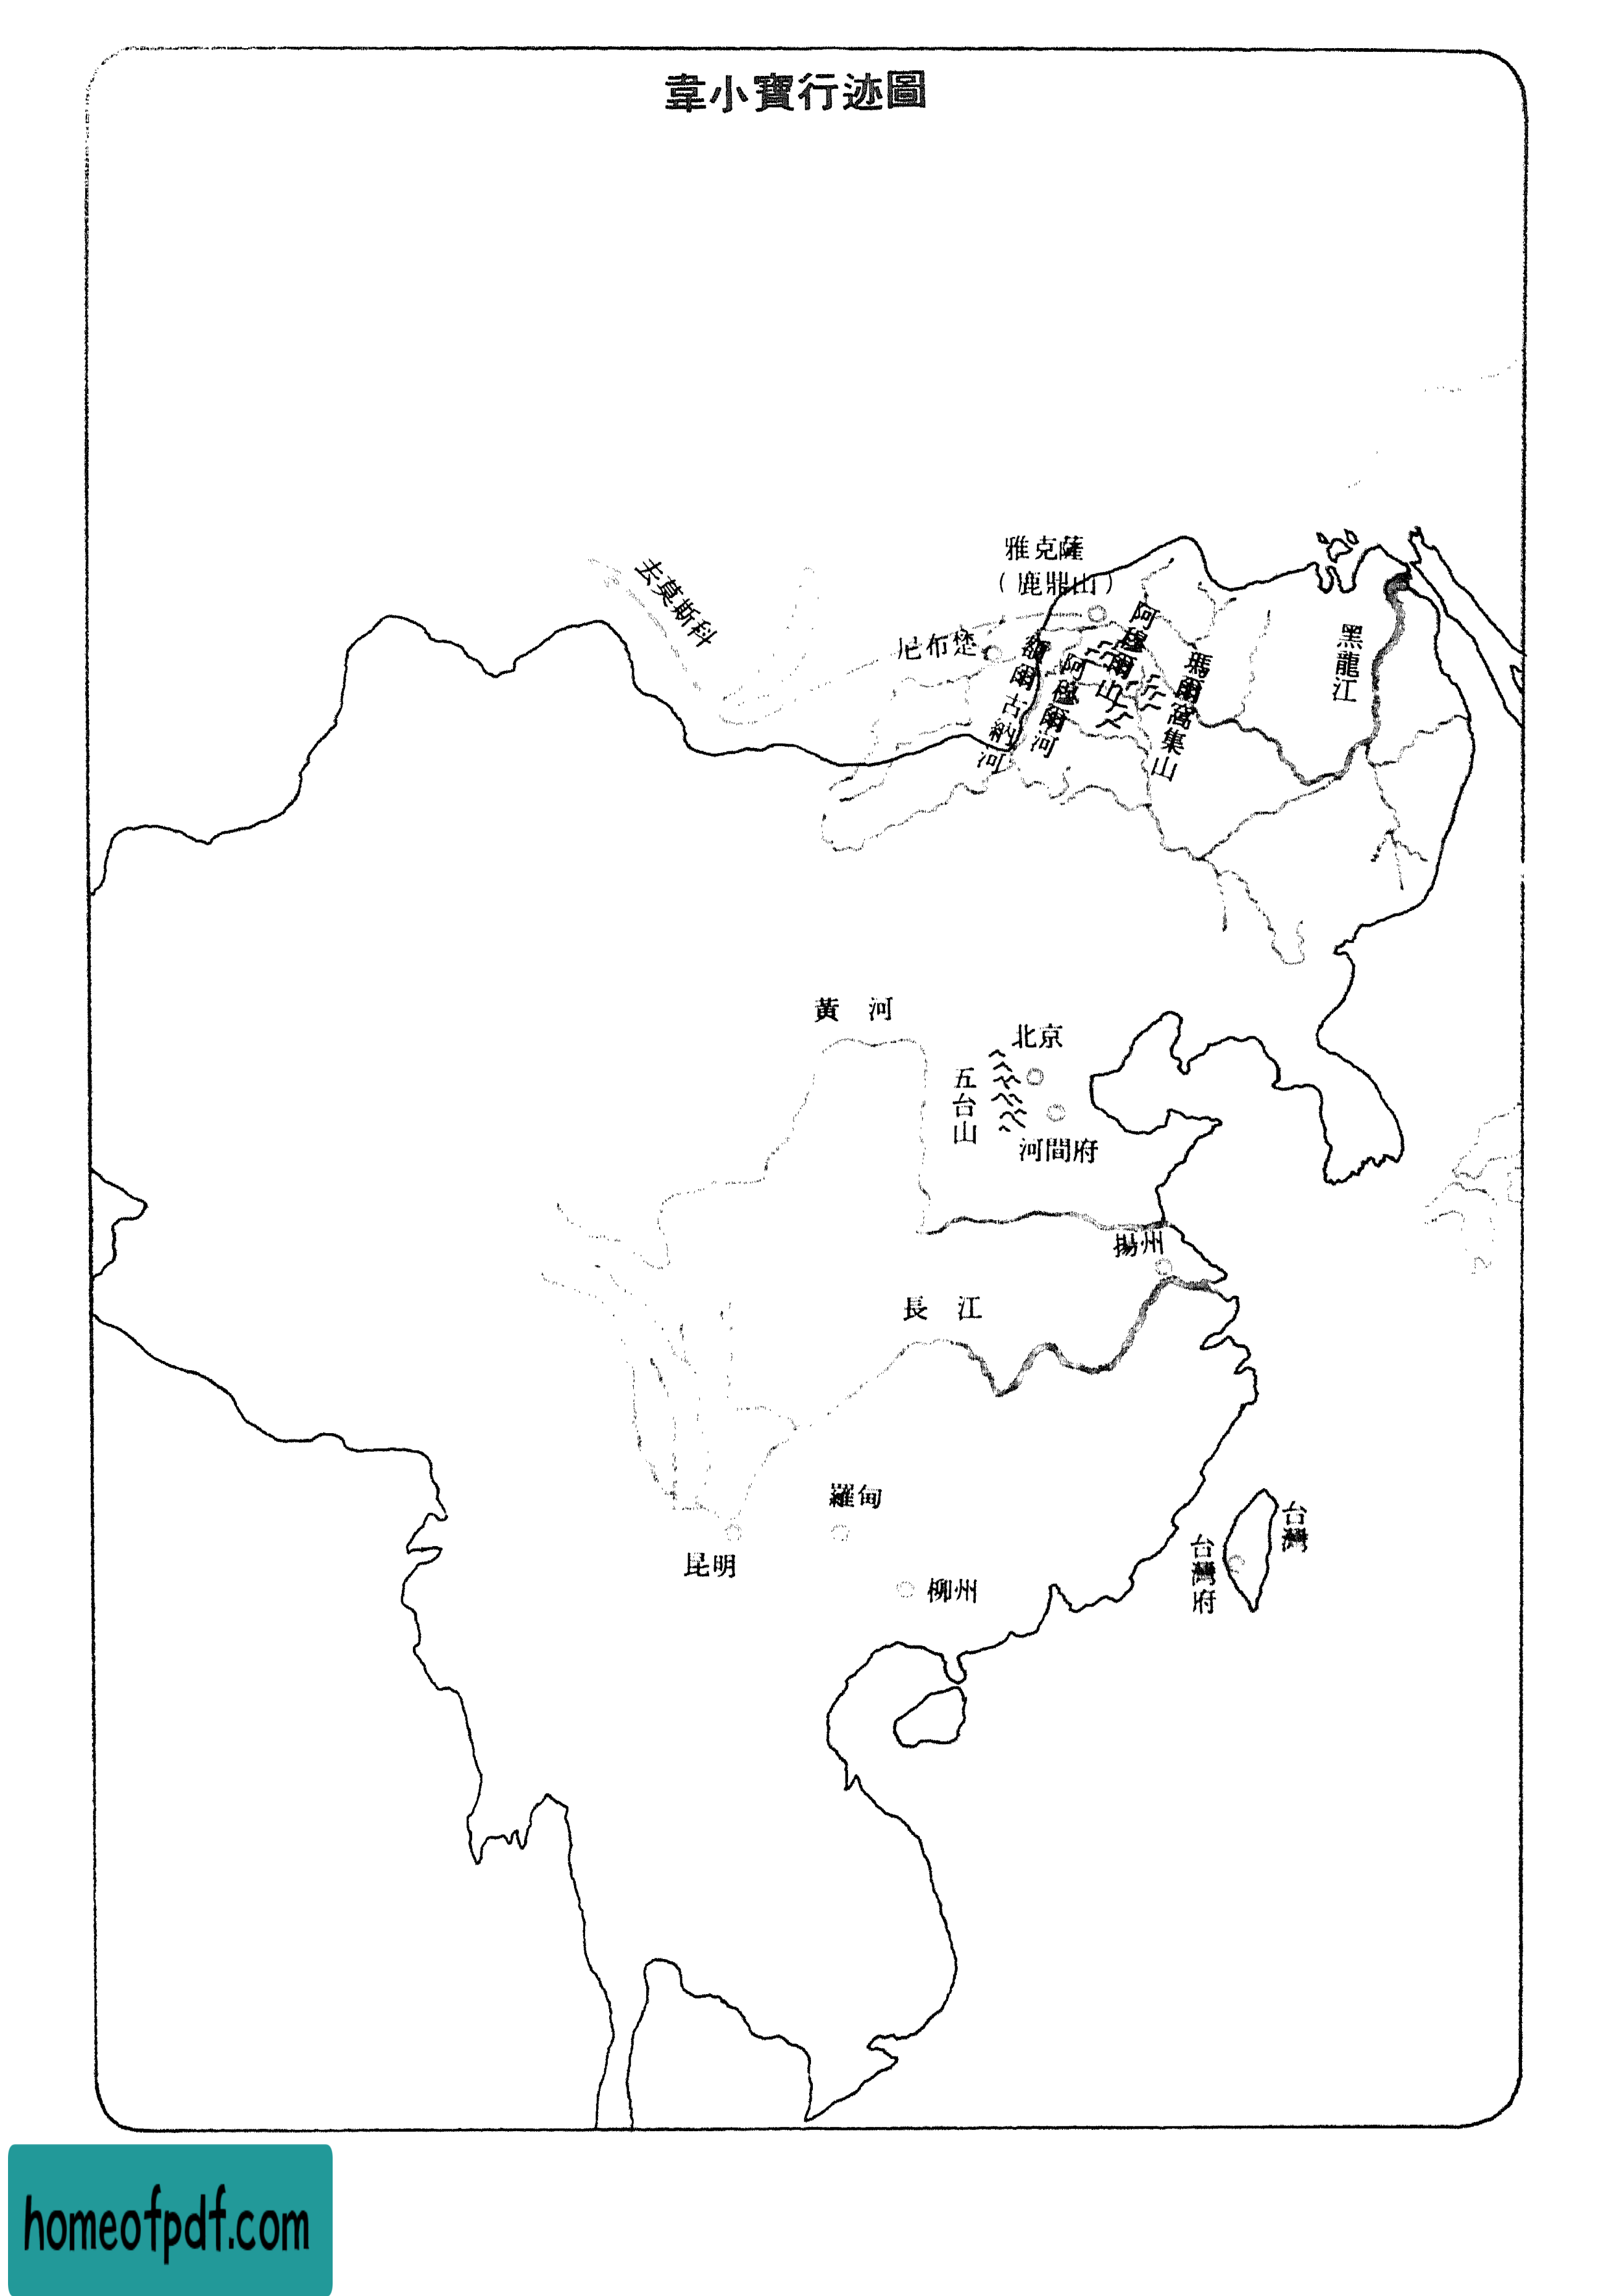 韋小寶行迹圖
去莫斯科
雅克薩
（鹿鼎山）
尼布楚
額爾古納河
阿穆爾河
阿穆爾山
瑪爾窩集山
黑龍江
黃河
北京
五台山
河間府
揚州
長江
羅甸
昆明
柳州
台灣
台灣府
homeofpdf.com